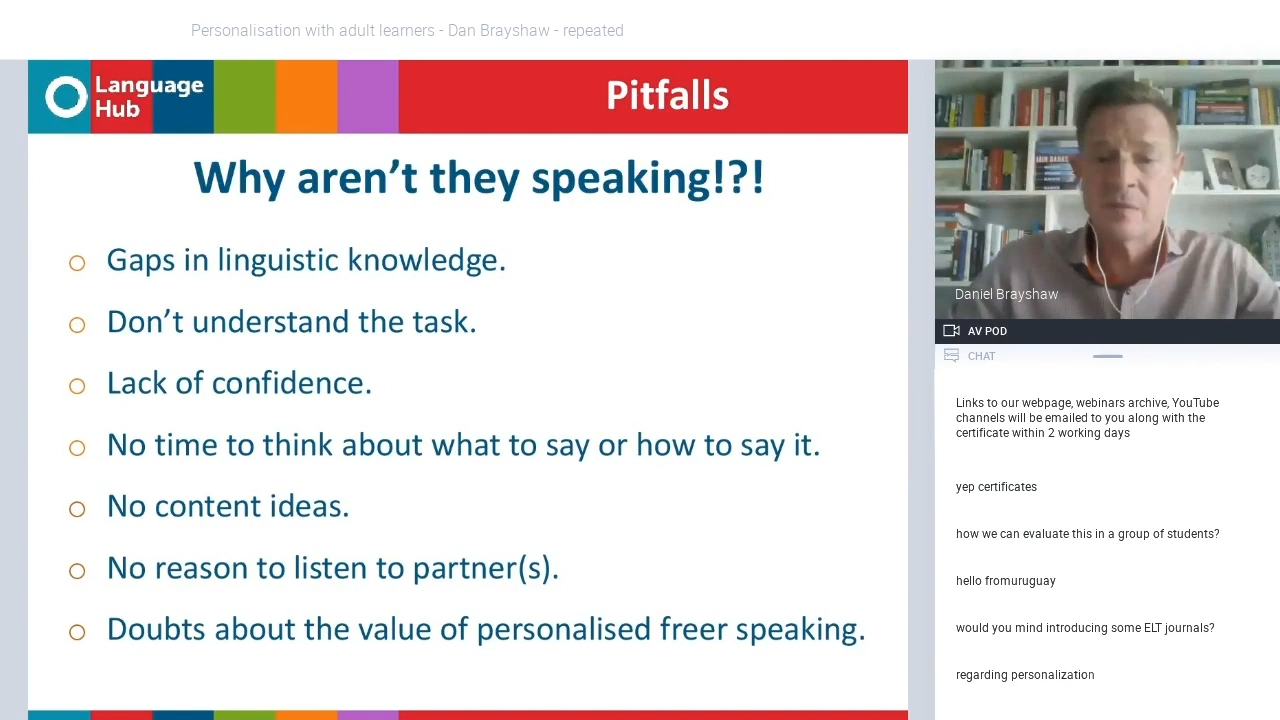 Personalisation with adult learners - Dan Brayshaw - repeated
Language
Hub
Pitfalls
Why aren't they speaking!?!
o Gaps in linguistic knowledge.
o Don't understand the task.
o Lack of confidence.
o No time to think about what to say or how to say it.
o No content ideas.
o No reason to listen to partner(s).
o Doubts about the value of personalised freer speaking.
IAIN BANKS
Daniel Brayshaw
AV POD
CHAT
Links to our webpage, webinars archive, YouTube
channels will be emailed to you along with the
certificate within 2 working days
yep certificates
how we can evaluate this in a group of students?
hello fromuruguay
would you mind introducing some ELT journals?
regarding personalization